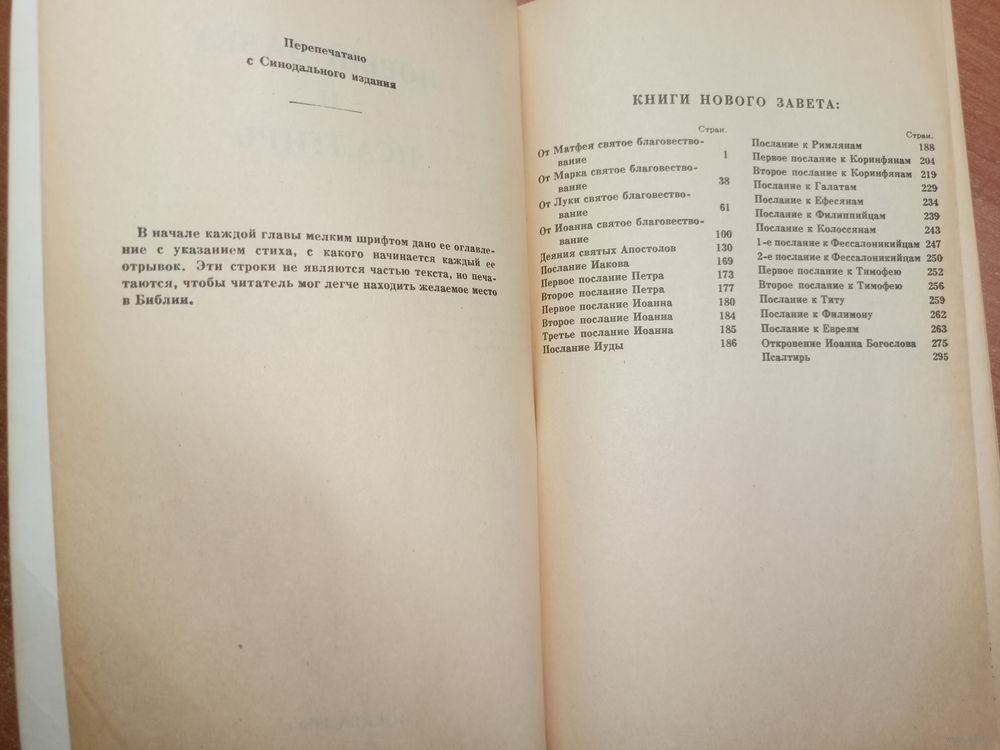 Перепечатано
с Синодального издания
В начале каждой главы мелким шрифтом дано ее оглавле-
ние с указанием стиха, с какого начинается каждый ее
отрывок. Эти строки не являются частью текста, но печа-
таются, чтобы читатель мог легче находить желаемое место
в Библии.
КНИГИ НОВОГО ЗАВЕТА:
Стран.
От Матфея святое благовество-
вание 1
От Марка святое благовество-
вание 38
От Луки святое благовество-
вание 61
От Иоанна святое благовество-
вание 100
Деяния святых Апостолов 130
Послание Иакова 169
Первое послание Петра 173
Второе послание Петра 177
Первое послание Иоанна 180
Второе послание Иоанна 184
Третье послание Иоанна 185
Послание Иуды 186
Стран.
Послание к Римлянам 188
Первое послание к Коринфянам 204
Второе послание к Коринфянам 219
Послание к Галатам 229
Послание к Ефесянам 234
Послание к Филиппийцам 239
Послание к Колоссянам 243
1-е послание к Фессалоникийцам 247
2-е послание к Фессалоникийцам 250
Первое послание к Тимофею 252
Второе послание к Тимофею 256
Послание к Титу 259
Послание к Филимону 262
Послание к Евреям 263
Откровение Иоанна Богослова 275
Псалтирь 295